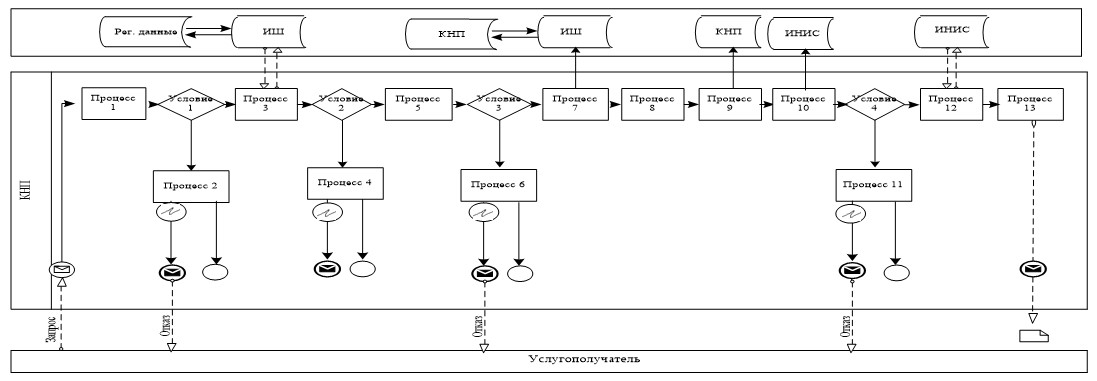 Рег. данные
ИШ
КНП
ИШ
КНП
ИНИС
ИНИС
КНП
Процесс
1
Условие
1
Процесс
3
Условие
2
Процесс
5
Условие
3
Процесс
7
Процесс
8
Процесс
9
Процесс
10
Условие
4
Процесс
12
Процесс
13
Процесс 2
Процесс 4
Процесс 6
Процесс 11
Запрос
Отказ
Отказ
Отказ
Услугополучатель